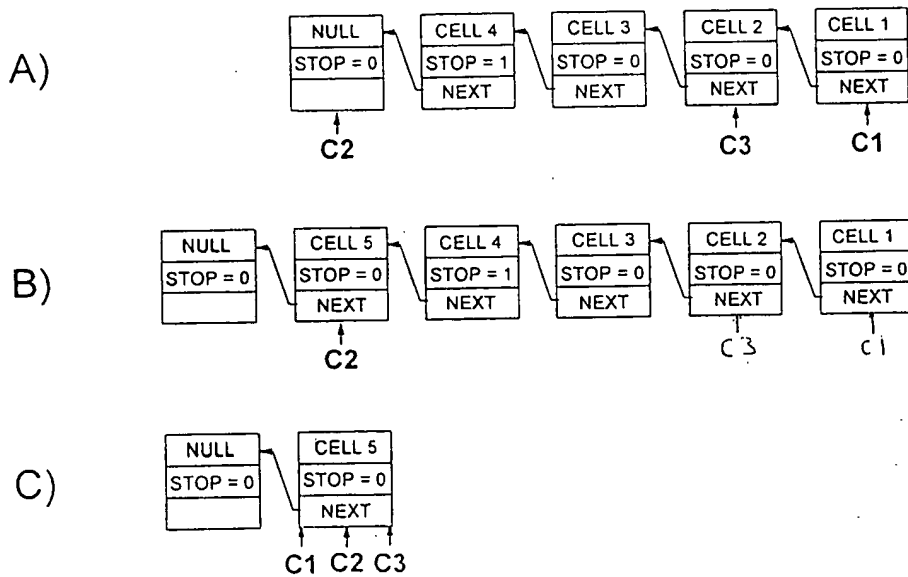 A)
NULL CELL 4 CELL 3 CELL 2 CELL 1
STOP = 0 STOP = 1 STOP = 0 STOP = 0 STOP = 0
NEXT NEXT NEXT NEXT
C2 C3 C1
B)
NULL CELL 5 CELL 4 CELL 3 CELL 2 CELL 1
STOP = 0 STOP = 0 STOP = 1 STOP = 0 STOP = 0 STOP = 0
NEXT NEXT NEXT NEXT NEXT
C2 C3 C1
C)
NULL CELL 5
STOP = 0 STOP = 0
NEXT
C1 C2 C3